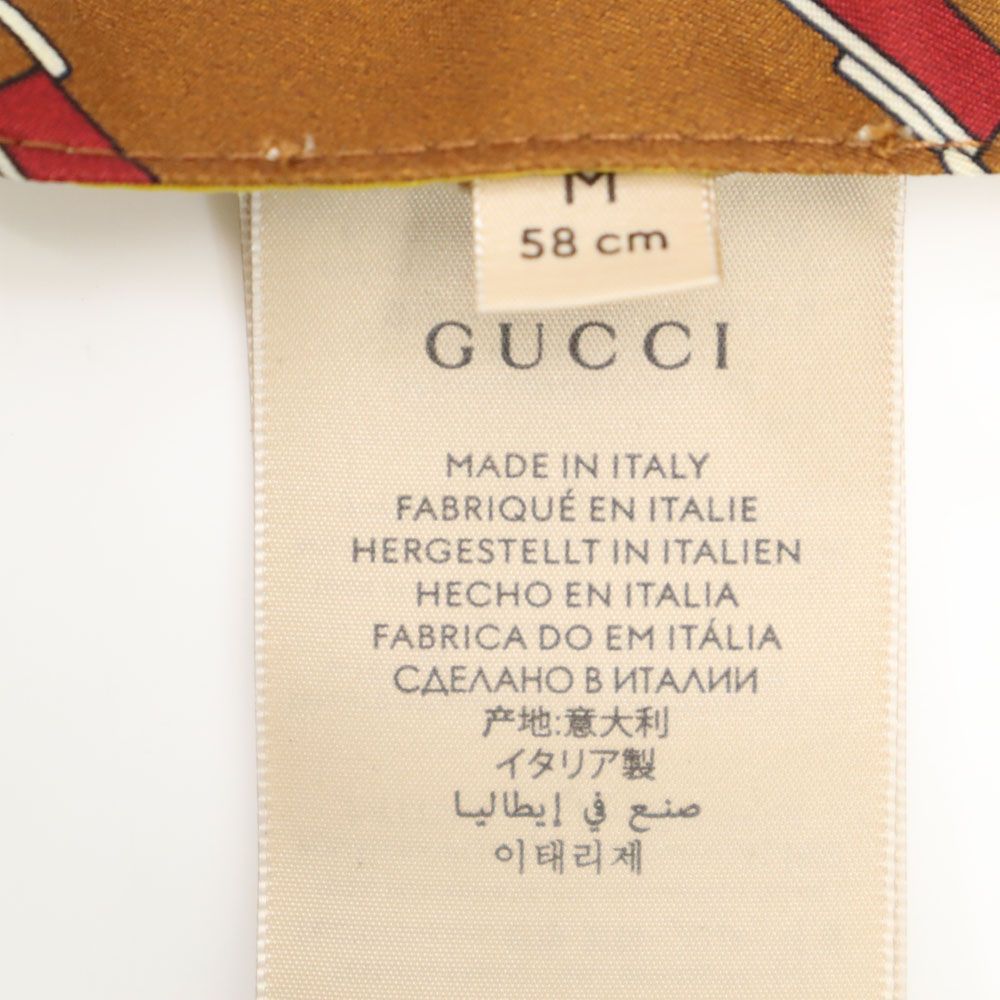 M
58 cm
GUCCI
MADE IN ITALY
FABRIQUÉ EN ITALIE
HERGESTELLT IN ITALIEN
HECHO EN ITALIA
FABRICA DO EM ITÁLIA
СДЕЛАНО В ИТАЛИИ
产地:意大利
イタリア製
صنع في إيطاليا
이태리제